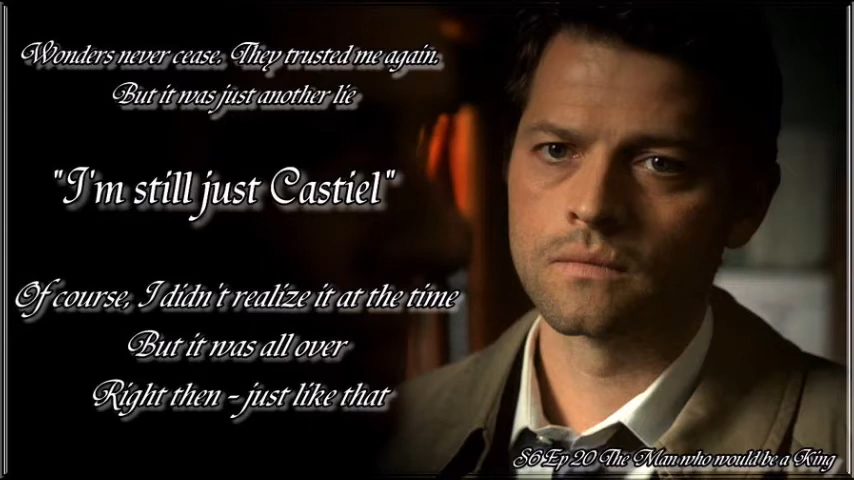 Wonders never cease. They trusted me again.
But it was just another lie
"I'm still just Castiel"
Of course, I didn't realize it at the time
But it was all over
Right then - just like that
S6 Ep 20 The Man who would be a King